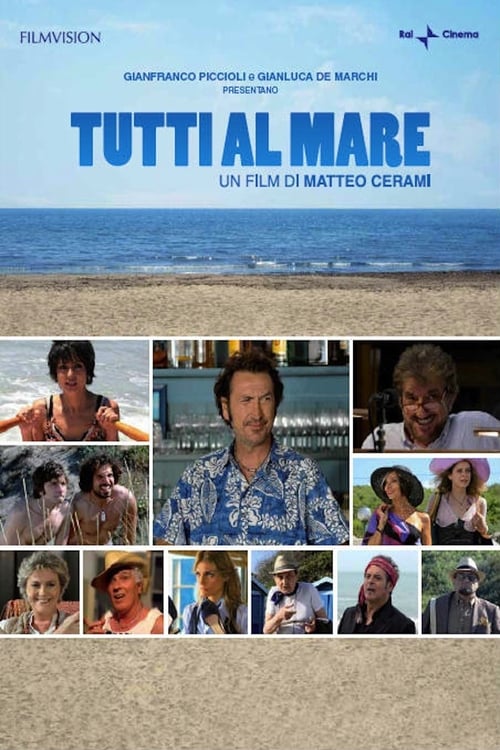 FILMVISION
Rai Cinema
GIANFRANCO PICCIOLI e GIANLUCA DE MARCHI
PRESENTANO
TUTTI AL MARE
UN FILM DI MATTEO CERAMI